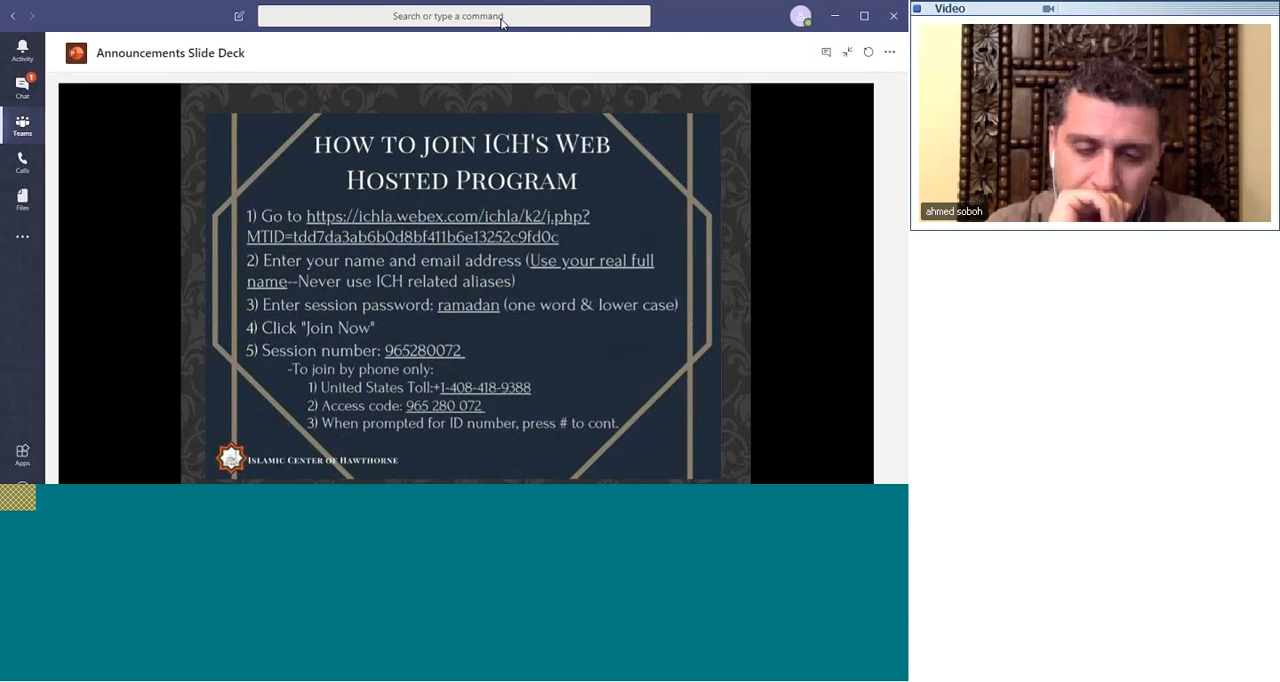 Search or type a command
Video
Activity
Announcements Slide Deck
Chat
1
Teams
Calls
Files
Apps
HOW TO JOIN ICH'S WEB
HOSTED PROGRAM
1) Go to https://ichla.webex.com/ichla/k2/j.php?
MTID=tdd7da3ab6b0d8bf411b6e13252c9fd0c
2) Enter your name and email address (Use your real full
name--Never use ICH related aliases)
3) Enter session password: ramadan (one word & lower case)
4) Click "Join Now"
5) Session number: 965280072
-To join by phone only:
1) United States Toll:+1-408-418-9388
2) Access code: 965 280 072
3) When prompted for ID number, press # to cont.
ISLAMIC CENTER OF HAWTHORNE
ahmed soboh